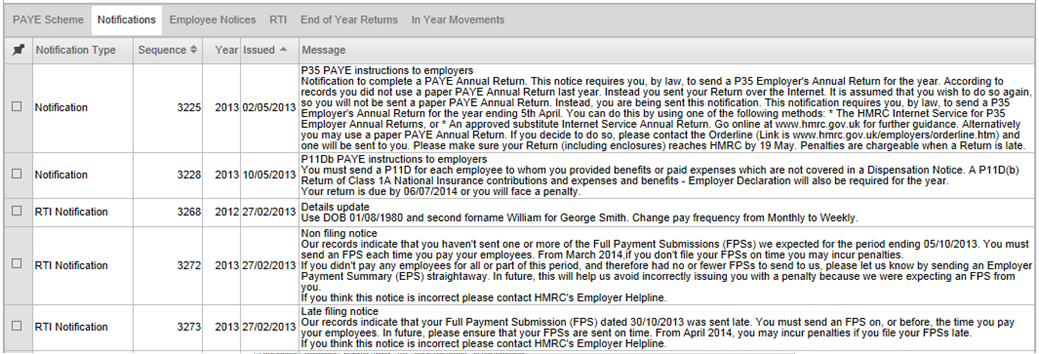 PAYE Scheme Notifications Employee Notices RTI End of Year Returns In Year Movements
Notification Type Sequence Year Issued Message
P35 PAYE instructions to employers
Notification to complete a PAYE Annual Return. This notice requires you, by law, to send a P35 Employer's Annual Return for the year. According to
records you did not use a paper PAYE Annual Return last year. Instead you sent your Return over the Internet. It is assumed that you wish to do so again,
so you will not be sent a paper PAYE Annual Return. Instead, you are being sent this notification. This notification requires you, by law, to send a P35
Employer's Annual Return for the year ending 5th April. You can do this by using one of the following methods: * The HMRC Internet Service for P35
Employer Annual Returns, or * An approved substitute Internet Service Annual Return. Go online at www.hmrc.gov.uk for further guidance. Alternatively
you may use a paper PAYE Annual Return. If you decide to do so, please contact the Orderline (Link is www.hmrc.gov.uk/employers/orderline.htm) and
one will be sent to you. Please make sure your Return (including enclosures) reaches HMRC by 19 May. Penalties are chargeable when a Return is late.
Notification 3225 2013 02/05/2013
P11Db PAYE instructions to employers
You must send a P11D for each employee to whom you provided benefits or paid expenses which are not covered in a Dispensation Notice. A P11D(b)
Return of Class 1A National Insurance contributions and expenses and benefits - Employer Declaration will also be required for the year.
Your return is due by 06/07/2014 or you will face a penalty.
Notification 3228 2013 10/05/2013
Details update
Use DOB 01/08/1980 and second forname William for George Smith. Change pay frequency from Monthly to Weekly.
RTI Notification 3268 2012 27/02/2013
Non filing notice
Our records indicate that you haven't sent one or more of the Full Payment Submissions (FPSs) we expected for the period ending 05/10/2013. You must
send an FPS each time you pay your employees. From March 2014,if you don't file your FPSs on time you may incur penalties.
If you didn't pay any employees for all or part of this period, and therefore had no or fewer FPSs to send to us, please let us know by sending an Employer
Payment Summary (EPS) straightaway. In future, this will help us avoid incorrectly issuing you with a penalty because we were expecting an FPS from
you.
If you think this notice is incorrect please contact HMRC's Employer Helpline.
RTI Notification 3272 2013 27/02/2013
Late filing notice
Our records indicate that your Full Payment Submission (FPS) dated 30/10/2013 was sent late. You must send an FPS on, or before, the time you pay
your employees. In future, please ensure that your FPSs are sent on time. From April 2014, you may incur penalties if you file your FPSs late.
If you think this notice is incorrect please contact HMRC's Employer Helpline.
RTI Notification 3273 2013 27/02/2013